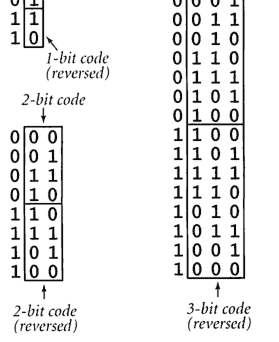 0 1
1 1
1 0
1-bit code
(reversed)
2-bit code
0 0 0
0 0 1
0 1 1
0 1 0
1 1 0
1 1 1
1 0 1
1 0 0
2-bit code
(reversed)
0 0 0 1
0 0 1 1
0 0 1 0
0 1 1 0
0 1 1 1
0 1 0 1
0 1 0 0
1 1 0 0
1 1 0 1
1 1 1 1
1 1 1 0
1 0 1 0
1 0 1 1
1 0 0 1
1 0 0 0
3-bit code
(reversed)